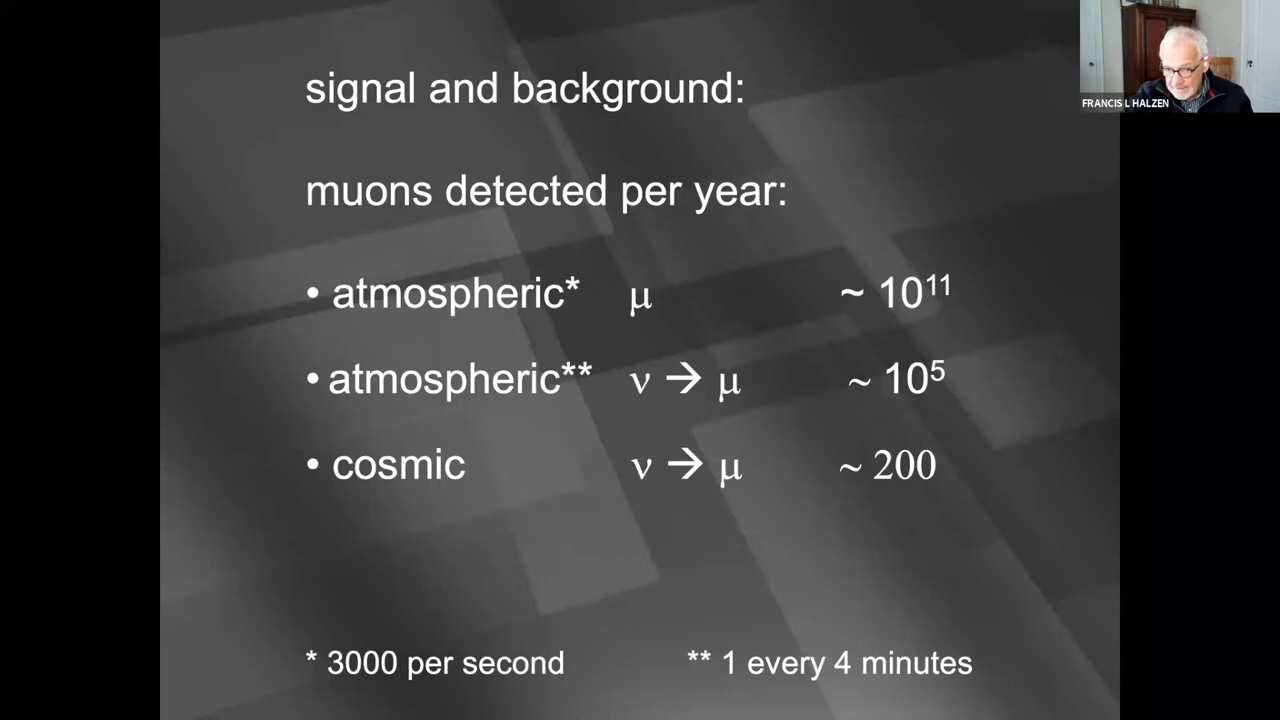 signal and background:
muons detected per year:
• atmospheric* μ ~ 10¹¹
• atmospheric** ν → μ ~ 10⁵
• cosmic ν → μ ~ 200
* 3000 per second ** 1 every 4 minutes
FRANCIS L HALZEN